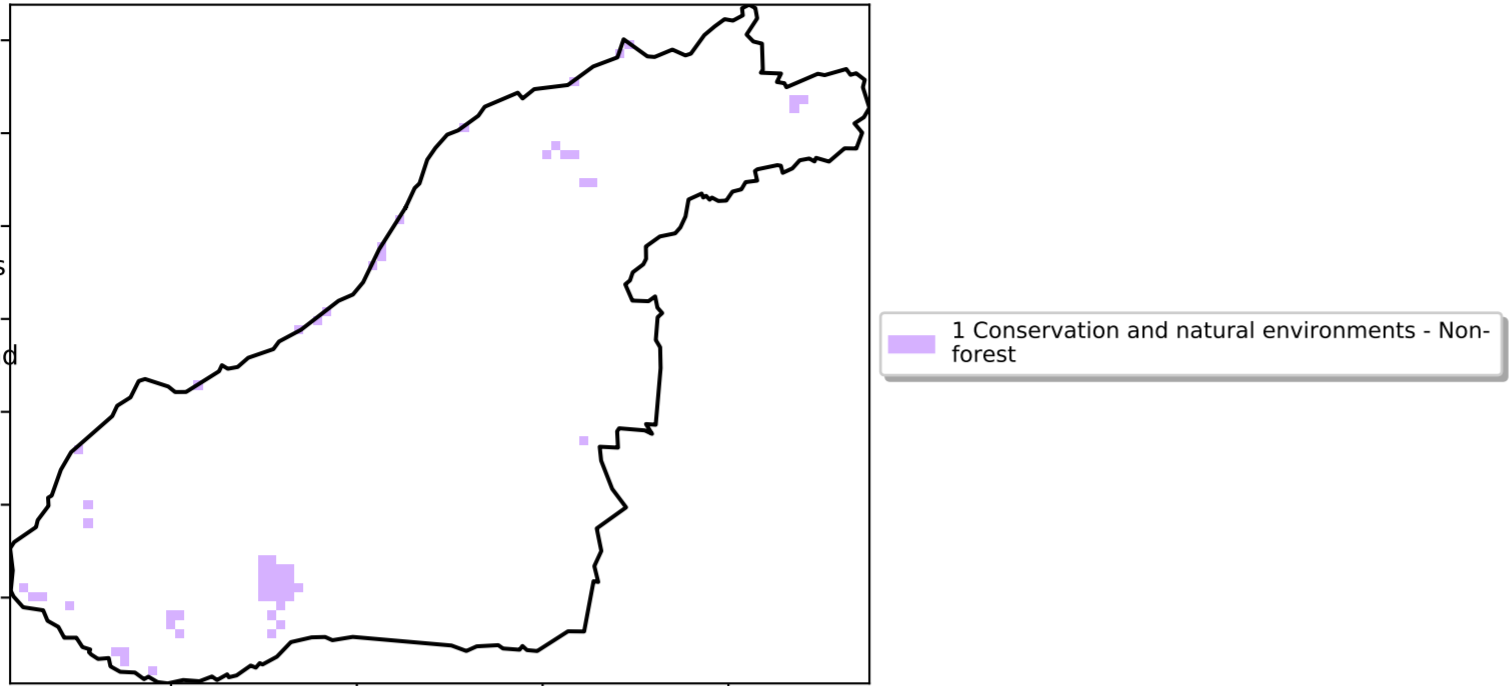 s
d
1 Conservation and natural environments - Non-
forest